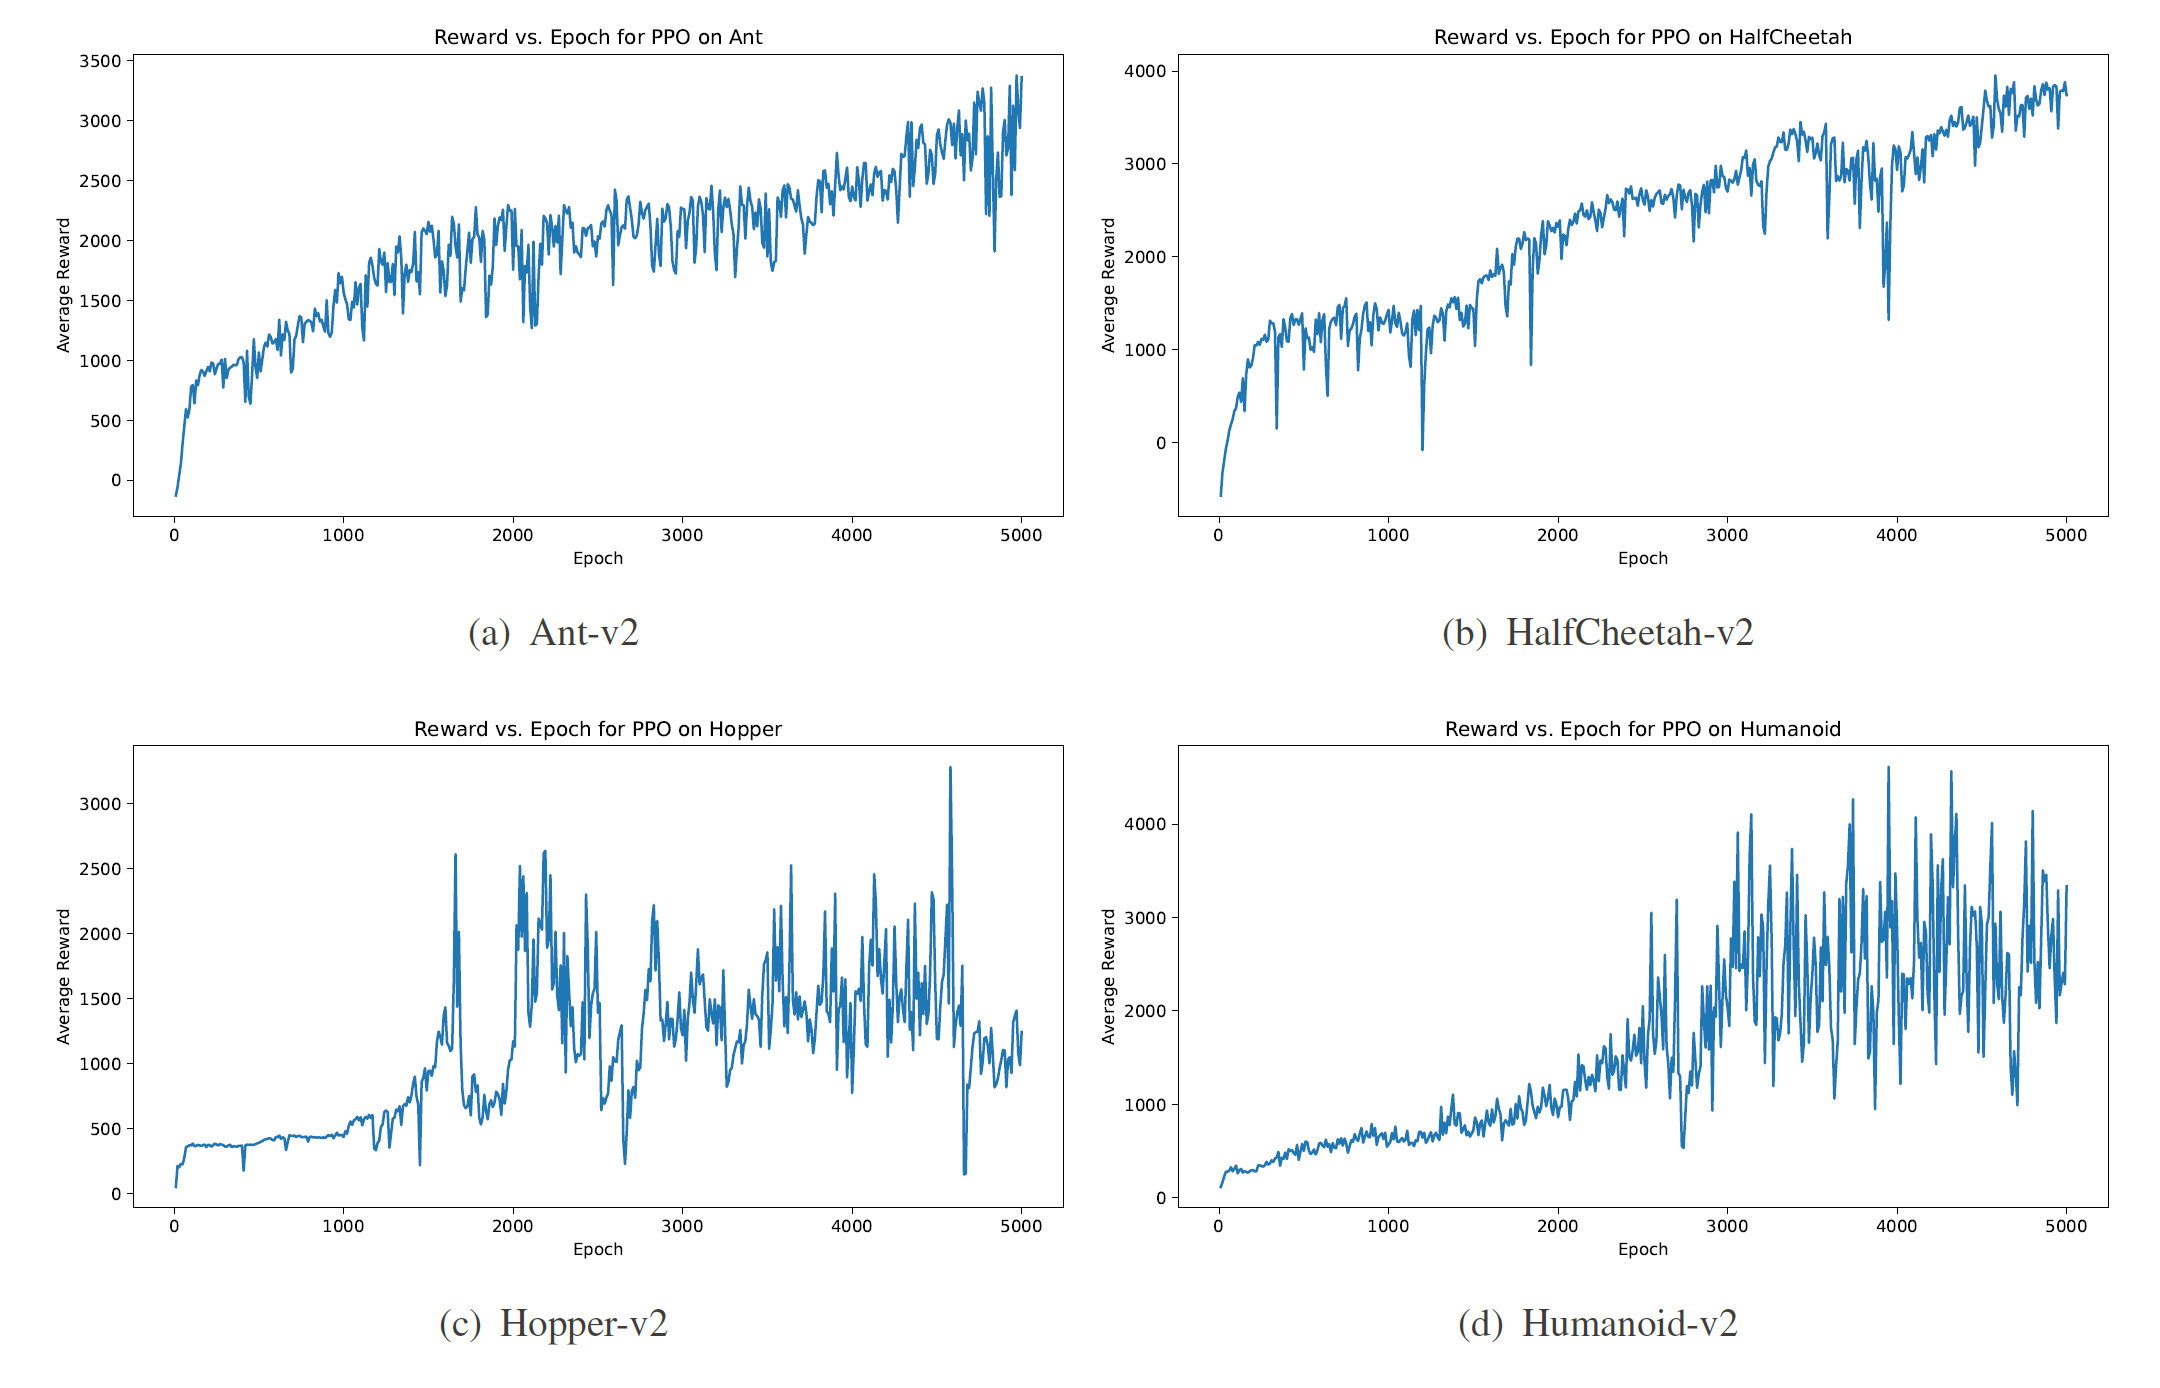 Reward vs. Epoch for PPO on Ant
3500
3000
2500
2000
1500
1000
500
0
Average Reward
0 1000 2000 3000 4000 5000
Epoch
(a) Ant-v2
Reward vs. Epoch for PPO on HalfCheetah
4000
3000
2000
1000
0
Average Reward
0 1000 2000 3000 4000 5000
Epoch
(b) HalfCheetah-v2
Reward vs. Epoch for PPO on Hopper
3000
2500
2000
1500
1000
500
0
Average Reward
0 1000 2000 3000 4000 5000
Epoch
(c) Hopper-v2
Reward vs. Epoch for PPO on Humanoid
4000
3000
2000
1000
0
Average Reward
0 1000 2000 3000 4000 5000
Epoch
(d) Humanoid-v2